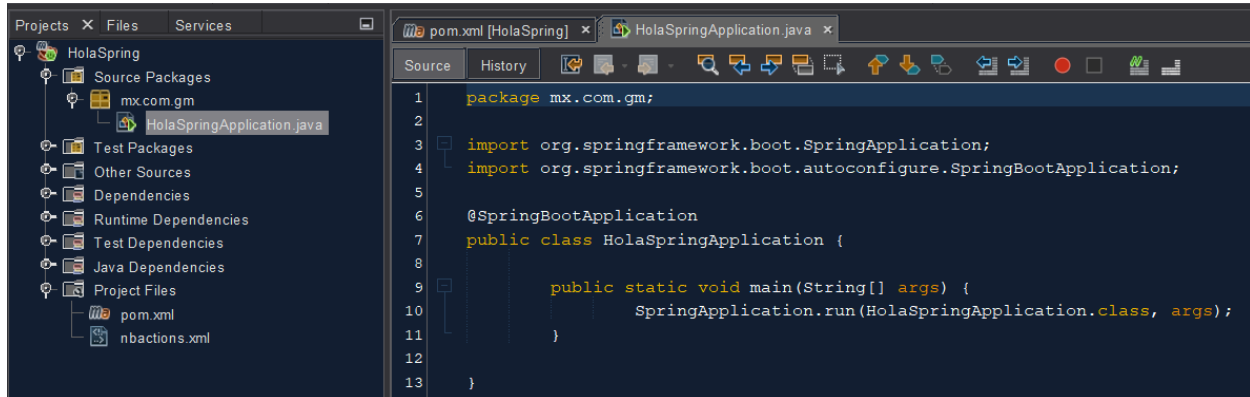 Projects Files Services
HolaSpring
Source Packages
mx.com.gm
HolaSpringApplication.java
Test Packages
Other Sources
Dependencies
Runtime Dependencies
Test Dependencies
Java Dependencies
Project Files
pom.xml
nbactions.xml
pom.xml [HolaSpring] HolaSpringApplication.java
Source History
1 package mx.com.gm;
2
3 import org.springframework.boot.SpringApplication;
4 import org.springframework.boot.autoconfigure.SpringBootApplication;
5
6 @SpringBootApplication
7 public class HolaSpringApplication {
8
9 public static void main(String[] args) {
10 SpringApplication.run(HolaSpringApplication.class, args);
11 }
12
13 }